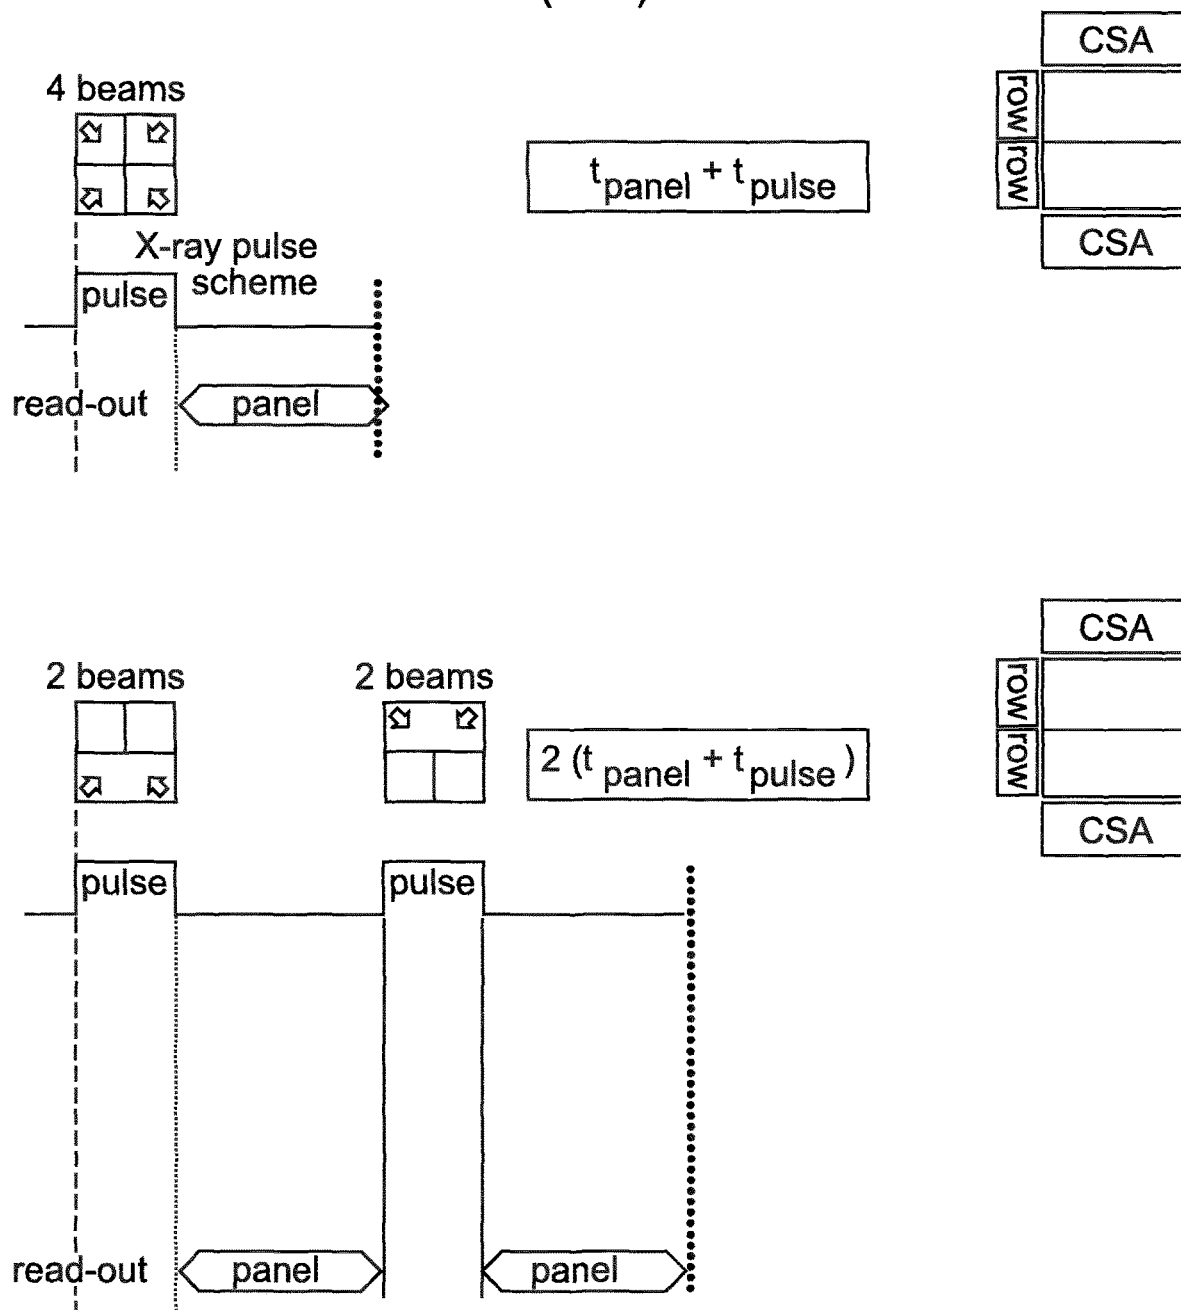 CSA
4 beams
row
row
t panel + t pulse
CSA
X-ray pulse
scheme
pulse
read-out
panel
CSA
2 beams
2 beams
row
row
2 (t panel + t pulse )
CSA
pulse
pulse
read-out
panel
panel